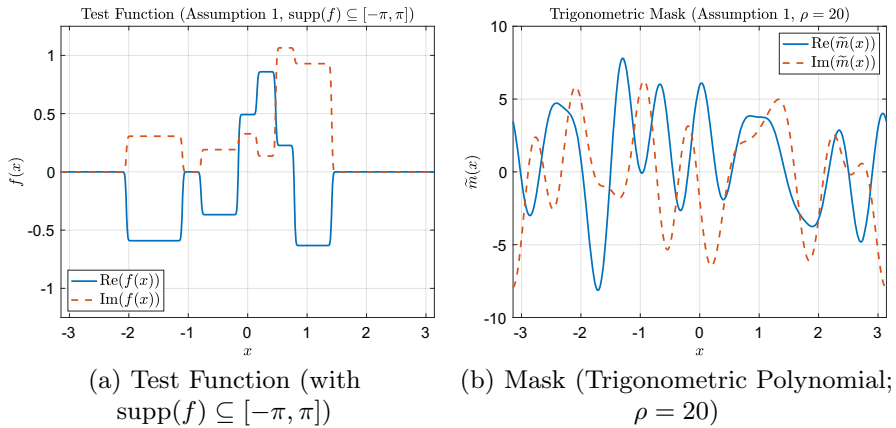 Test Function (Assumption 1, supp(f) ⊆ [−π, π])
1
0.5
0
-0.5
-1
f(x)
Re(f(x))
Im(f(x))
-3
-2
-1
0
1
2
3
x
(a) Test Function (with
supp(f) ⊆ [−π, π])
Trigonometric Mask (Assumption 1, ρ = 20)
10
5
0
-5
-10
m̃(x)
Re(m̃(x))
Im(m̃(x))
-3
-2
-1
0
1
2
3
x
(b) Mask (Trigonometric Polynomial;
ρ = 20)